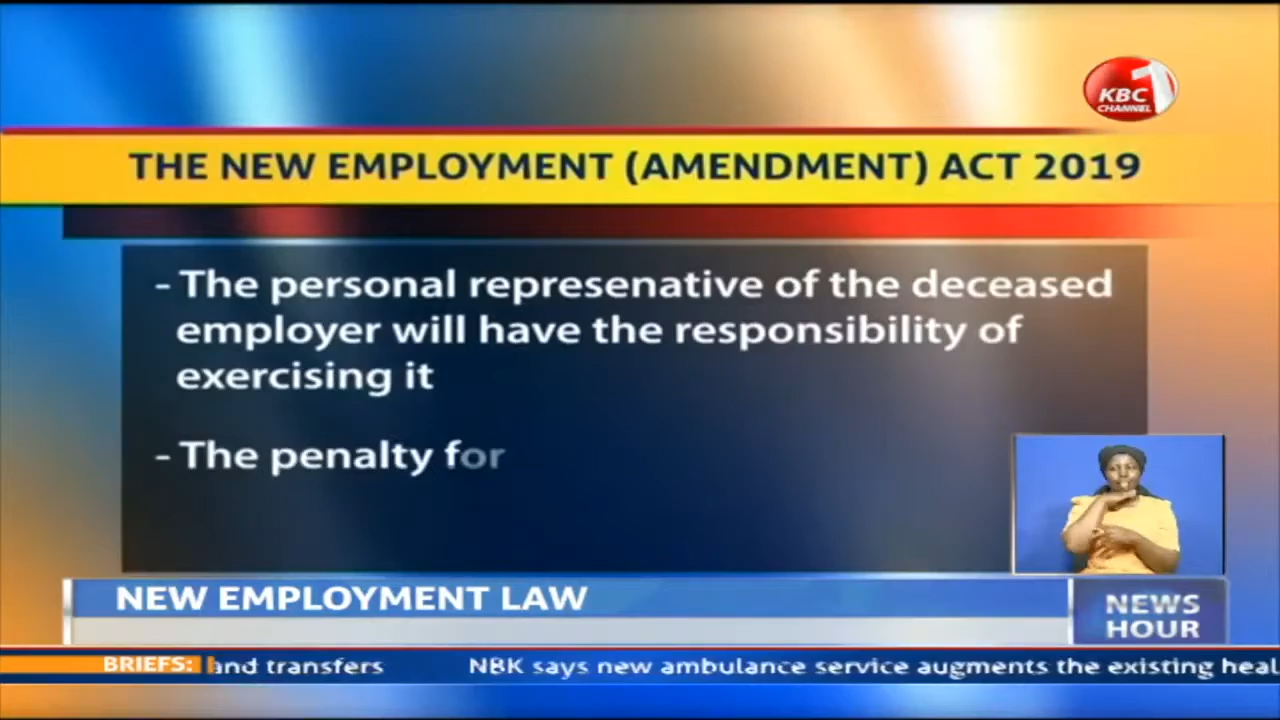 KBC 1
CHANNEL
THE NEW EMPLOYMENT (AMENDMENT) ACT 2019
- The personal represenative of the deceased
employer will have the responsibility of
exercising it
- The penalty for
NEW EMPLOYMENT LAW
NEWS
HOUR
BRIEFS: and transfers NBK says new ambulance service augments the existing heal